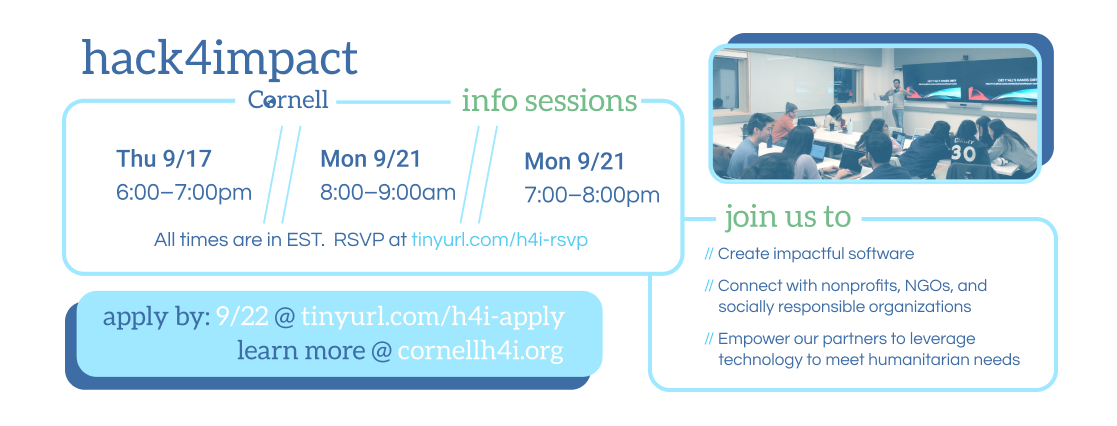 hack4impact
Cornell
info sessions
Thu 9/17
6:00–7:00pm
Mon 9/21
8:00–9:00am
Mon 9/21
7:00–8:00pm
All times are in EST. RSVP at tinyurl.com/h4i-rsvp
apply by: 9/22 @ tinyurl.com/h4i-apply
learn more @ cornellh4i.org
30
join us to
// Create impactful software
// Connect with nonprofits, NGOs, and
socially responsible organizations
// Empower our partners to leverage
technology to meet humanitarian needs